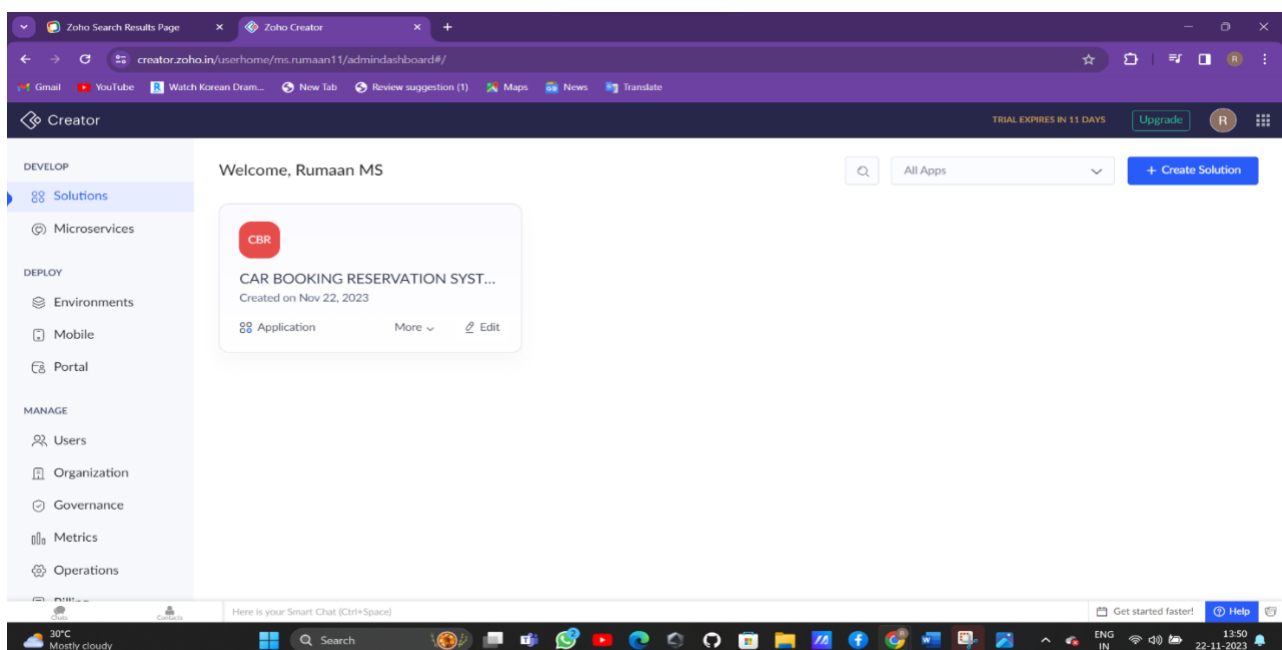 Zoho Search Results Page
Zoho Creator
creator.zoho.in/userhome/ms.rumaan11/admindashboard#/
R
Gmail YouTube Watch Korean Dram... New Tab Review suggestion (1) Maps News Translate
Creator
TRIAL EXPIRES IN 11 DAYS
Upgrade
R
DEVELOP
Solutions
Microservices
DEPLOY
Environments
Mobile
Portal
MANAGE
Users
Organization
Governance
Metrics
Operations
Billing
Welcome, Rumaan MS
All Apps
+ Create Solution
CBR
CAR BOOKING RESERVATION SYST...
Created on Nov 22, 2023
Application More Edit
Chats Contacts
Here is your Smart Chat (Ctrl+Space)
Get started faster!
Help
30°C
Mostly cloudy
Search
ENG
IN
13:50
22-11-2023